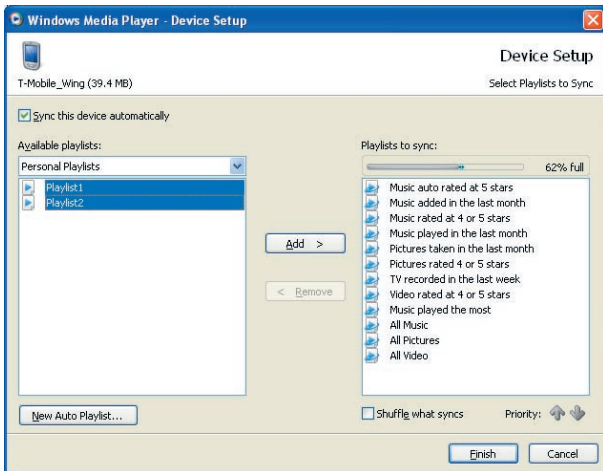 Windows Media Player - Device Setup
Device Setup
T-Mobile_Wing (39.4 MB)
Select Playlists to Sync
Sync this device automatically
Available playlists:
Personal Playlists
Playlist1
Playlist2
Add >
< Remove
New Auto Playlist...
Playlists to sync:
62% full
Music auto rated at 5 stars
Music added in the last month
Music rated at 4 or 5 stars
Music played in the last month
Pictures taken in the last month
Pictures rated 4 or 5 stars
TV recorded in the last week
Video rated at 4 or 5 stars
Music played the most
All Music
All Pictures
All Video
Shuffle what syncs
Priority:
Finish
Cancel